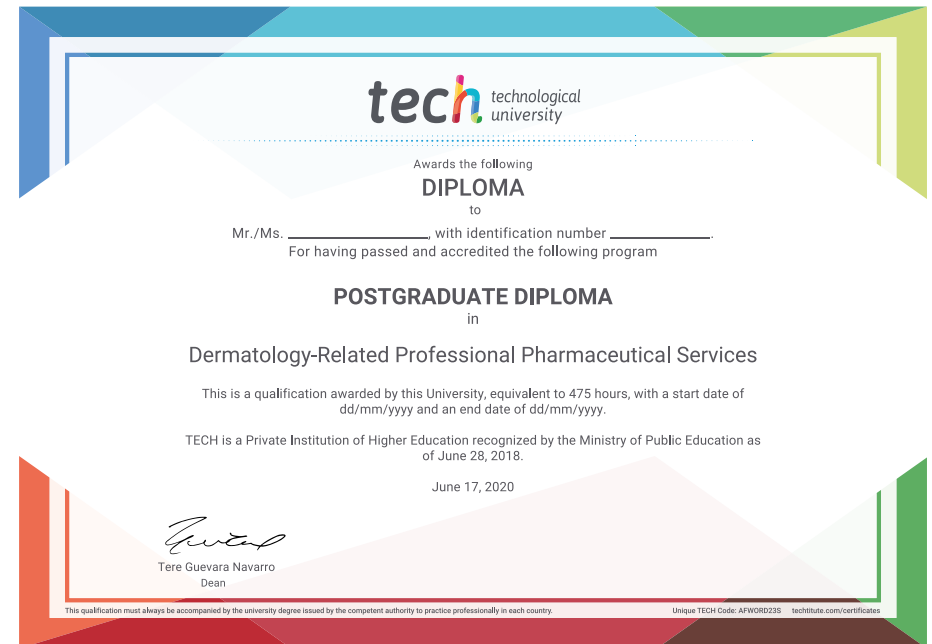 tech technological
university
Awards the following
DIPLOMA
to
Mr./Ms. ____________________, with identification number ______________.
For having passed and accredited the following program
POSTGRADUATE DIPLOMA
in
Dermatology-Related Professional Pharmaceutical Services
This is a qualification awarded by this University, equivalent to 475 hours, with a start date of
dd/mm/yyyy and an end date of dd/mm/yyyy.
TECH is a Private Institution of Higher Education recognized by the Ministry of Public Education as
of June 28, 2018.
June 17, 2020
Tere Guevara Navarro
Dean
This qualification must always be accompanied by the university degree issued by the competent authority to practice professionally in each country. Unique TECH Code: AFWORD23S techtitute.com/certificates